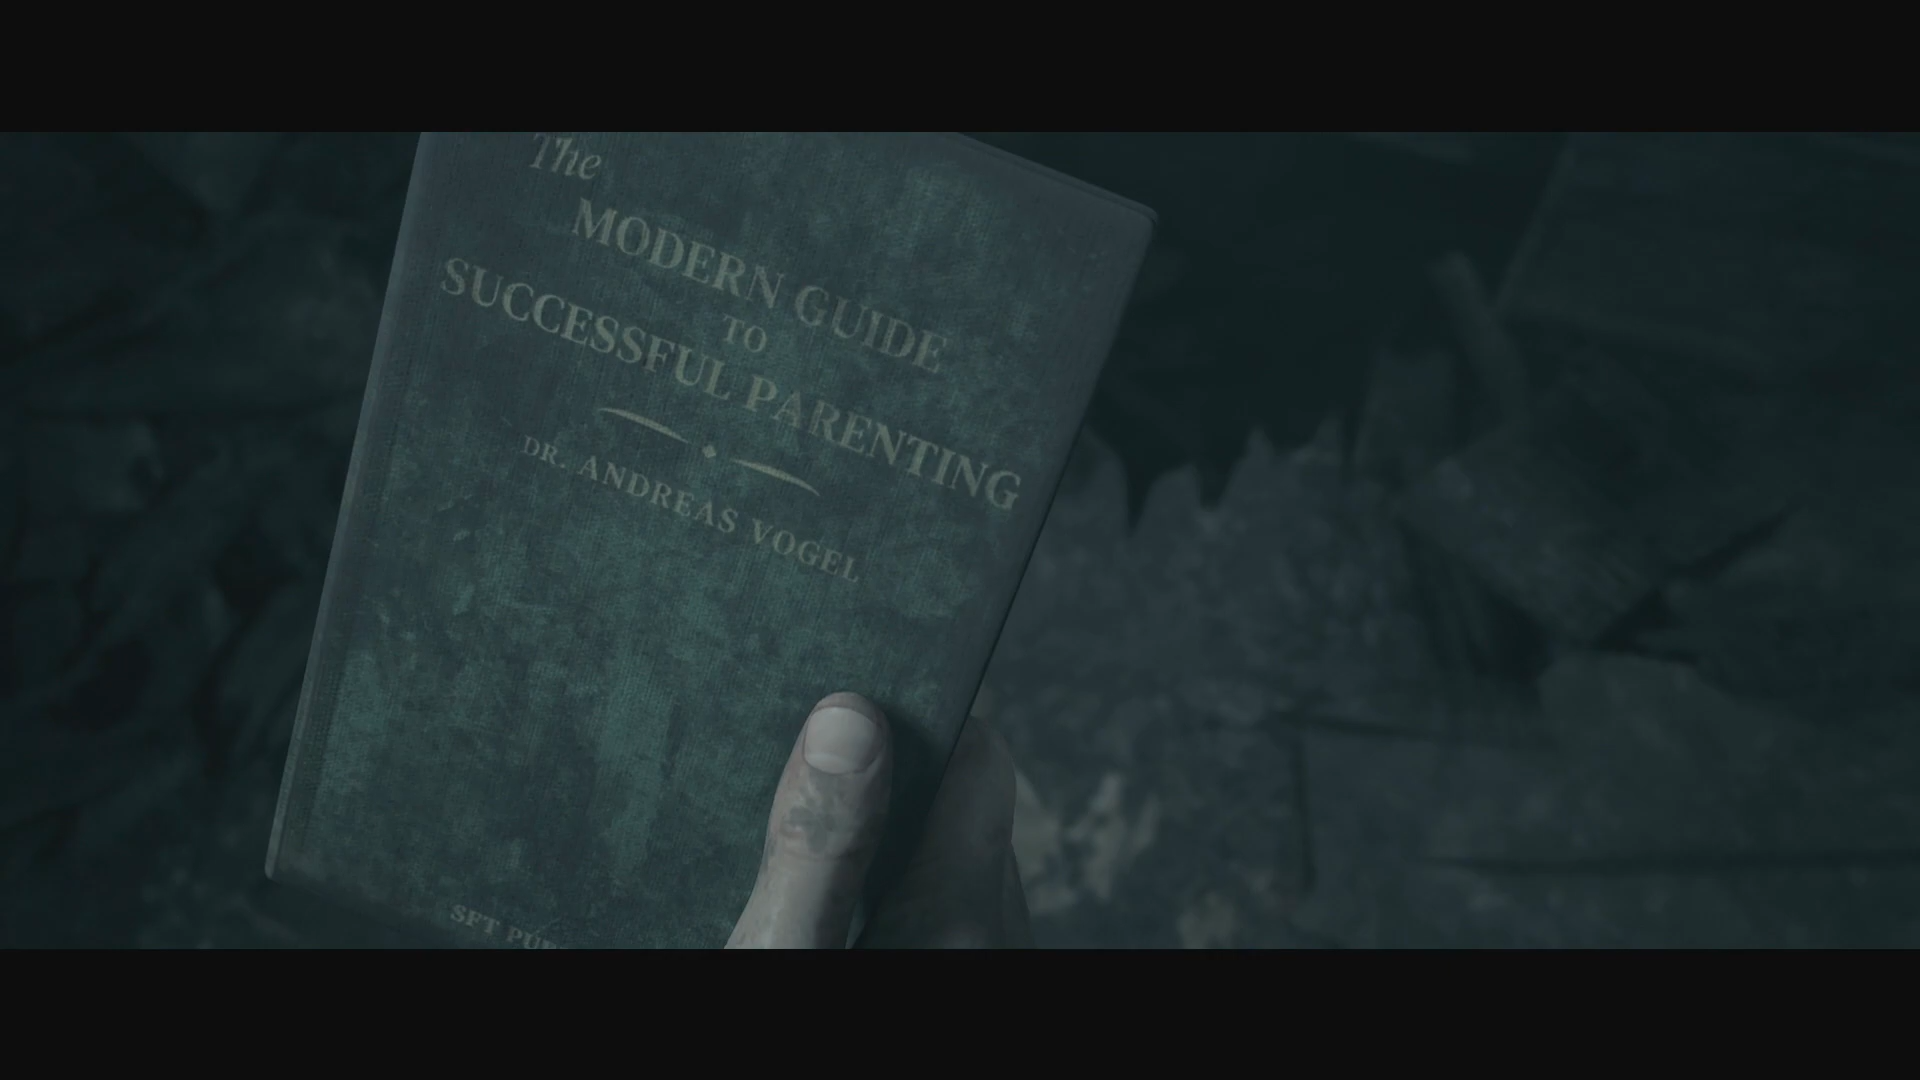 The
MODERN GUIDE
TO
SUCCESSFUL PARENTING
DR. ANDREAS VOGEL
SFT